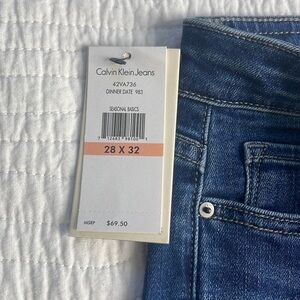 Calvin Klein Jeans
42VA736
DINNER DATE 983
SEASONAL BASICS
28 X 32
MSRP $69.50